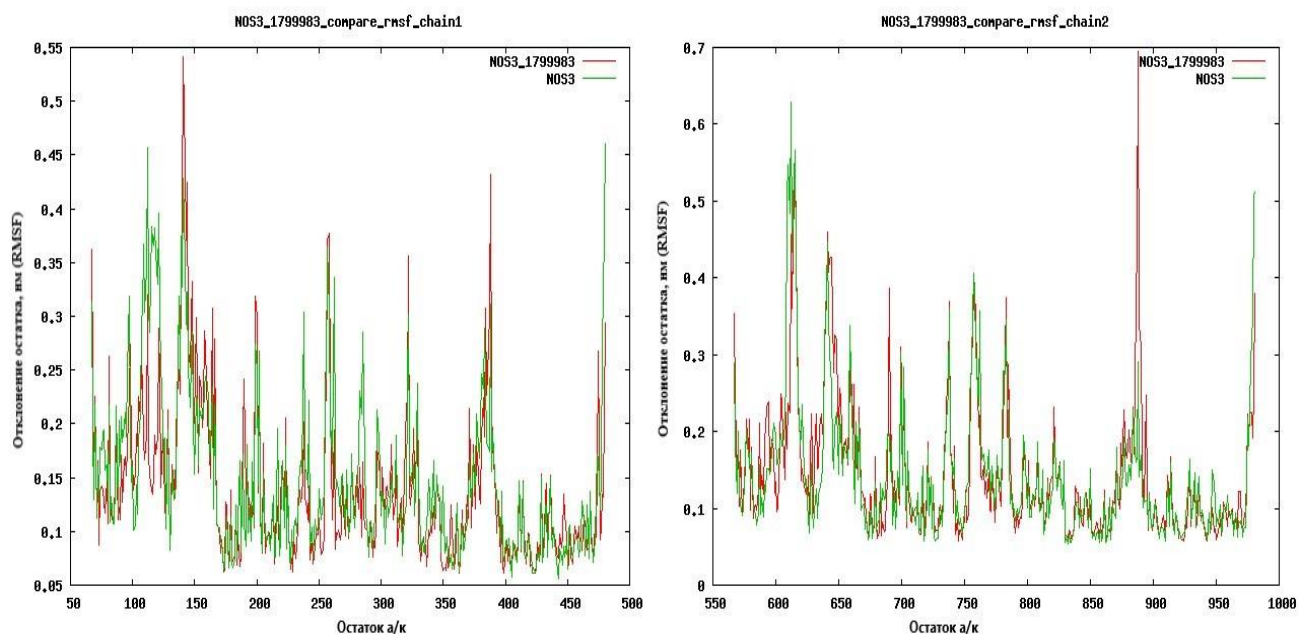 NOS3_1799983_compare_rmsf_chain1
0.55
0.5
0.45
0.4
0.35
0.3
0.25
0.2
0.15
0.1
0.05
Отклонение остатка, нм (RMSF)
NOS3_1799983
NOS3
50 100 150 200 250 300 350 400 450 500
Остаток а/к
NOS3_1799983_compare_rmsf_chain2
0.7
0.6
0.5
0.4
0.3
0.2
0.1
0
Отклонение остатка, нм (RMSF)
NOS3_1799983
NOS3
550 600 650 700 750 800 850 900 950 1000
Остаток а/к